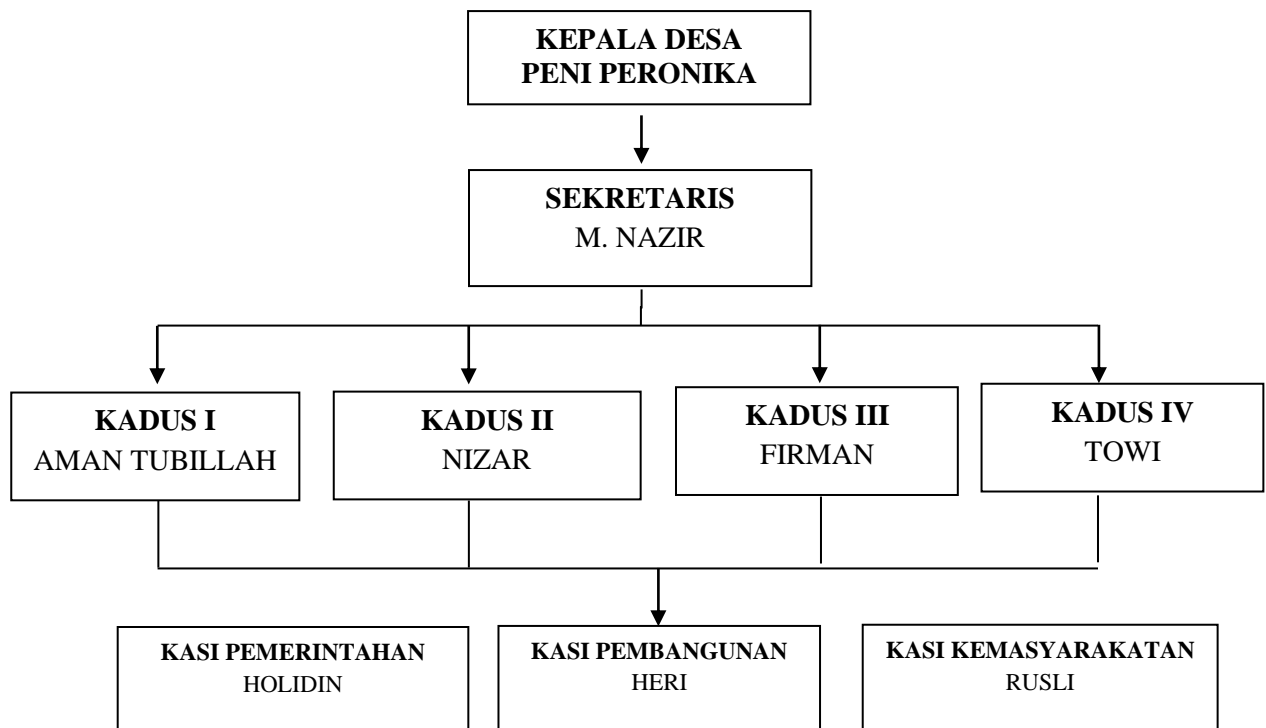 KEPALA DESA
PENI PERONIKA
SEKRETARIS
M. NAZIR
KADUS I
AMAN TUBILLAH
KADUS II
NIZAR
KADUS III
FIRMAN
KADUS IV
TOWI
KASI PEMERINTAHAN
HOLIDIN
KASI PEMBANGUNAN
HERI
KASI KEMASYARAKATAN
RUSLI